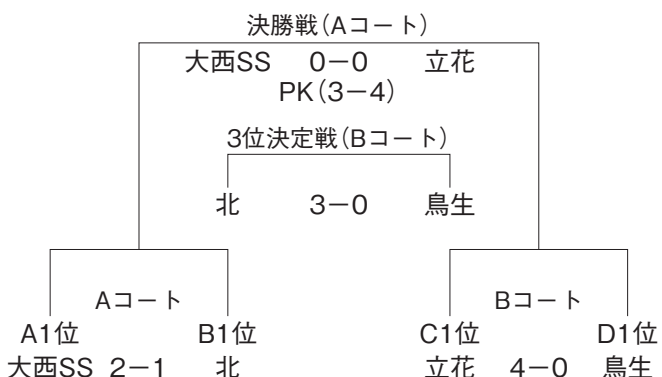 決勝戦(Aコート)
大西SS 0－0 立花
PK(3－4)
3位決定戦(Bコート)
北 3－0 鳥生
Aコート Bコート
A1位 B1位 C1位 D1位
大西SS 2－1 北 立花 4－0 鳥生